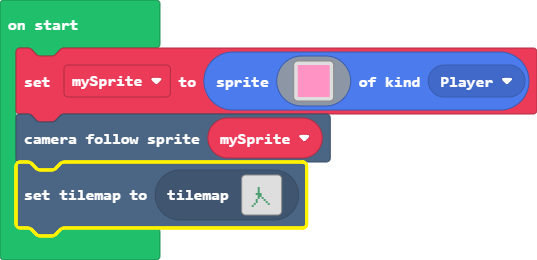 on start
set mySprite to sprite of kind Player
camera follow sprite mySprite
set tilemap to tilemap